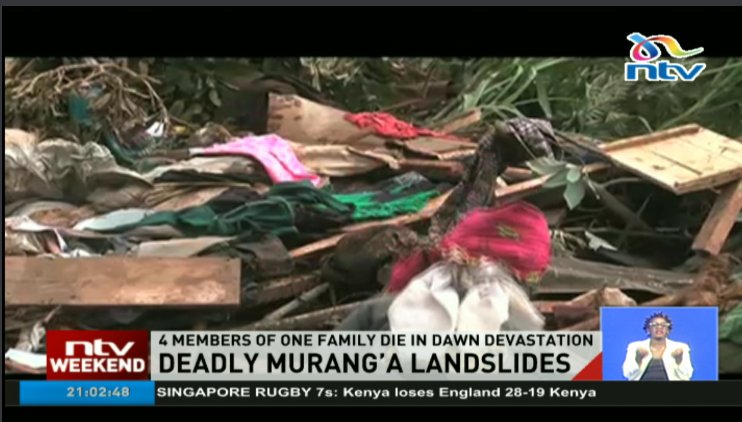 ntv
4 MEMBERS OF ONE FAMILY DIE IN DAWN DEVASTATION
ntv
WEEKEND
DEADLY MURANG'A LANDSLIDES
21:02:48
SINGAPORE RUGBY 7s: Kenya loses England 28-19 Kenya